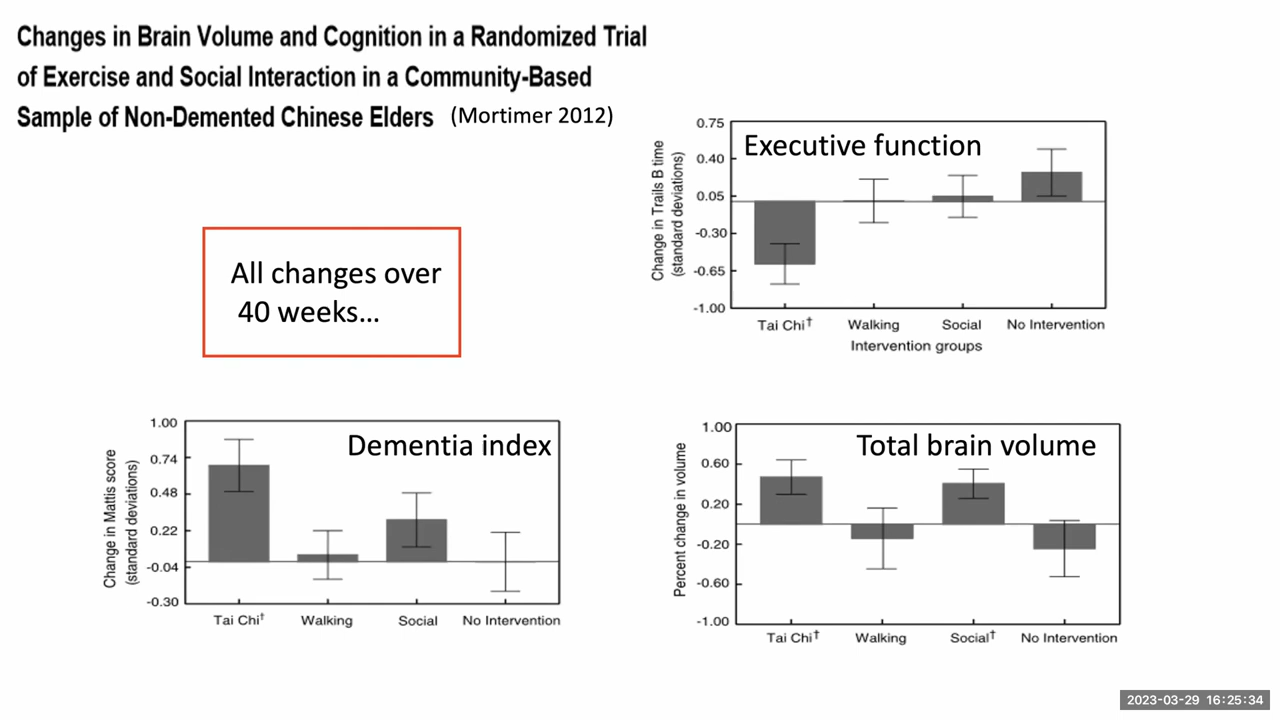 Changes in Brain Volume and Cognition in a Randomized Trial
of Exercise and Social Interaction in a Community-Based
Sample of Non-Demented Chinese Elders (Mortimer 2012)
All changes over
40 weeks…
Executive function
Change in Trails B time
(standard deviations)
0.75
0.40
0.05
-0.30
-0.65
-1.00
Tai Chi† Walking Social No Intervention
Intervention groups
Dementia index
Change in Mattis score
(standard deviations)
1.00
0.74
0.48
0.22
-0.04
-0.30
Tai Chi† Walking Social No Intervention
Total brain volume
Percent change in volume
1.00
0.60
0.20
-0.20
-0.60
-1.00
Tai Chi† Walking Social† No Intervention
2023-03-29 16:25:34